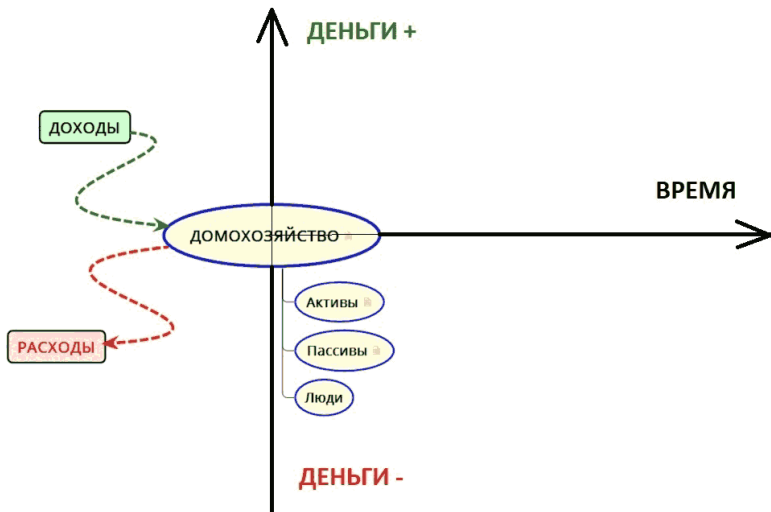 ДЕНЬГИ +
ДОХОДЫ
ВРЕМЯ
ДОМОХОЗЯЙСТВО
Активы
РАСХОДЫ
Пассивы
Люди
ДЕНЬГИ -